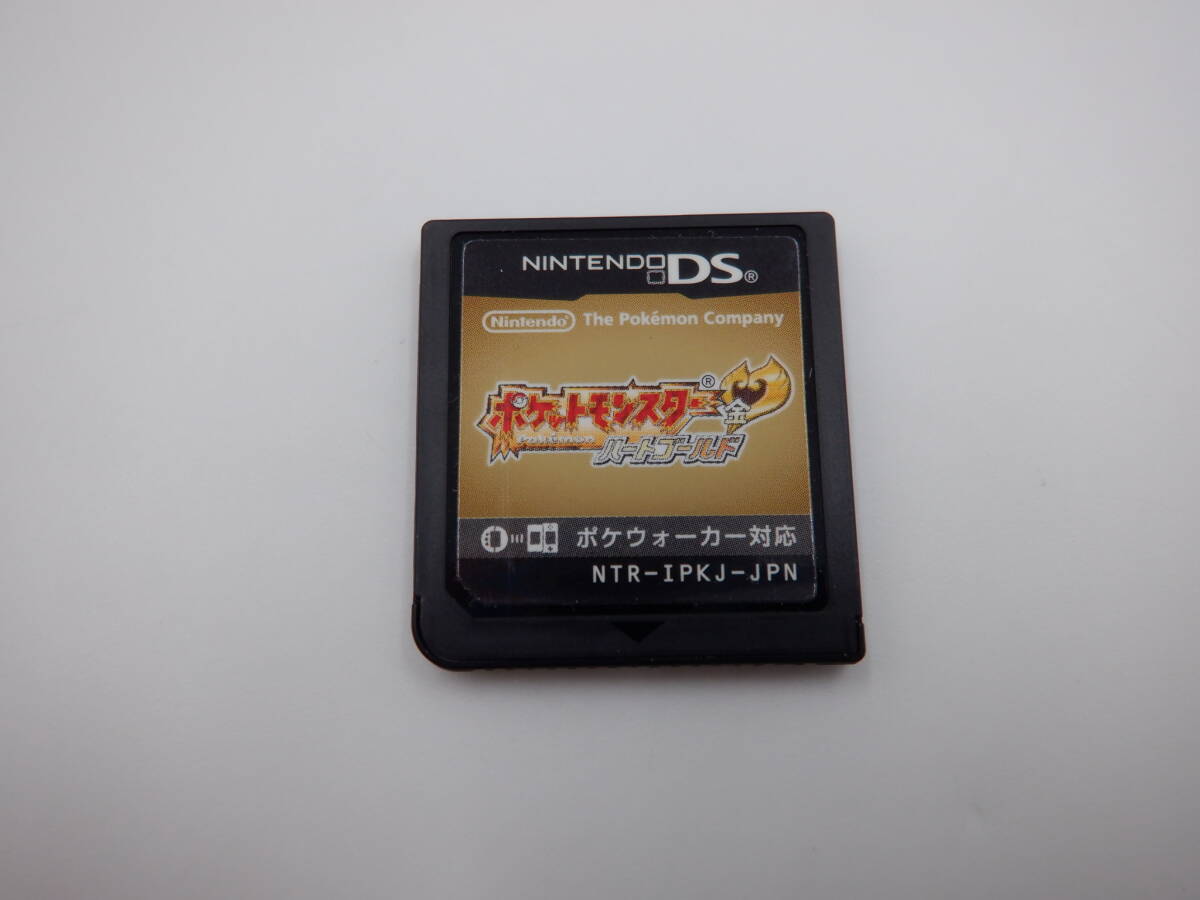 NINTENDO DS®
Nintendo® The Pokémon Company
ポケットモンスター®
金
ハートゴールド
ポケウォーカー対応
NTR-IPKJ-JPN